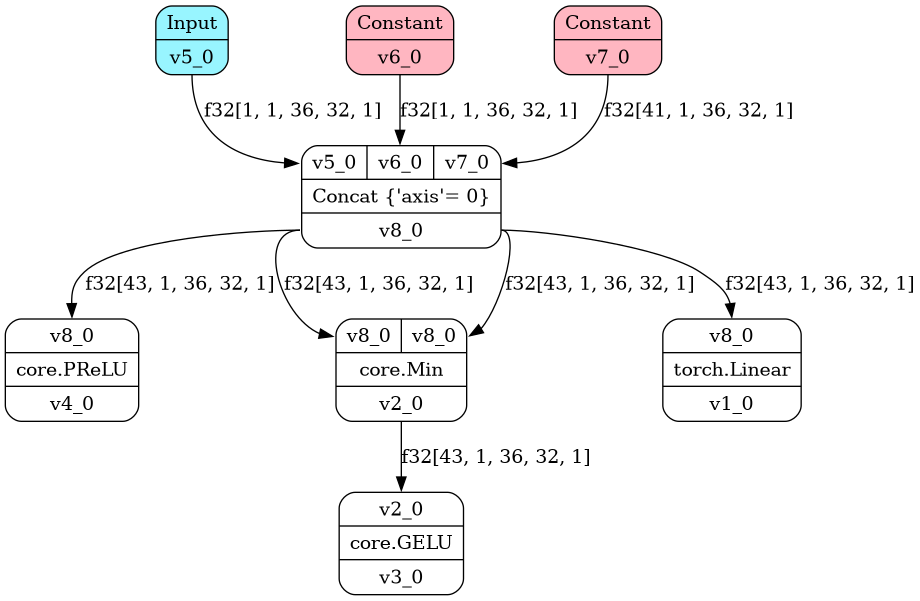 Input
v5_0
Constant
v6_0
Constant
v7_0
f32[1, 1, 36, 32, 1]
f32[1, 1, 36, 32, 1]
f32[41, 1, 36, 32, 1]
v5_0 v6_0 v7_0
Concat {'axis'= 0}
v8_0
f32[43, 1, 36, 32, 1]
f32[43, 1, 36, 32, 1]
f32[43, 1, 36, 32, 1]
f32[43, 1, 36, 32, 1]
v8_0
core.PReLU
v4_0
v8_0 v8_0
core.Min
v2_0
v8_0
torch.Linear
v1_0
f32[43, 1, 36, 32, 1]
v2_0
core.GELU
v3_0